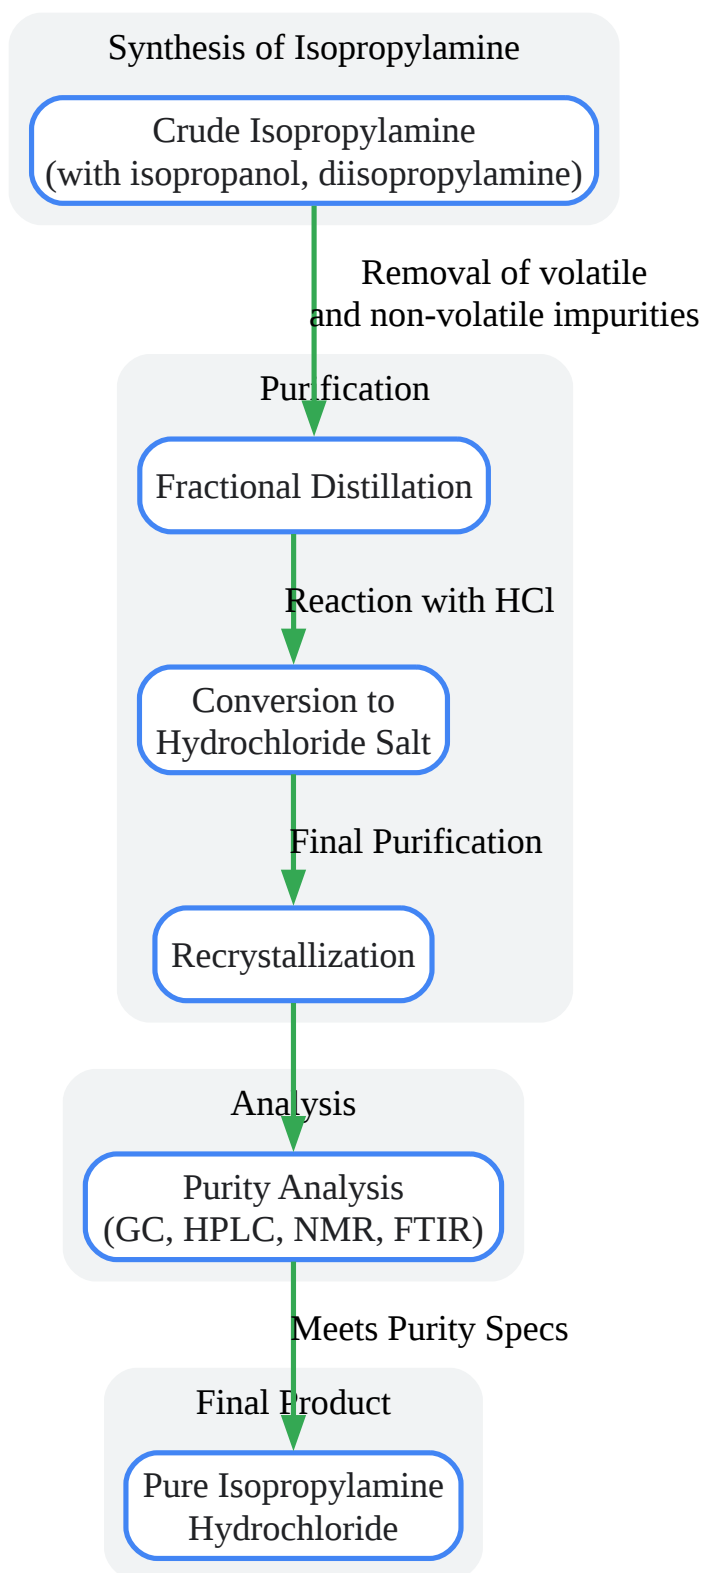 Synthesis of Isopropylamine
Crude Isopropylamine
(with isopropanol, diisopropylamine)
Removal of volatile
and non-volatile impurities
Purification
Fractional Distillation
Reaction with HCl
Conversion to
Hydrochloride Salt
Final Purification
Recrystallization
Analysis
Purity Analysis
(GC, HPLC, NMR, FTIR)
Meets Purity Specs
Final Product
Pure Isopropylamine
Hydrochloride